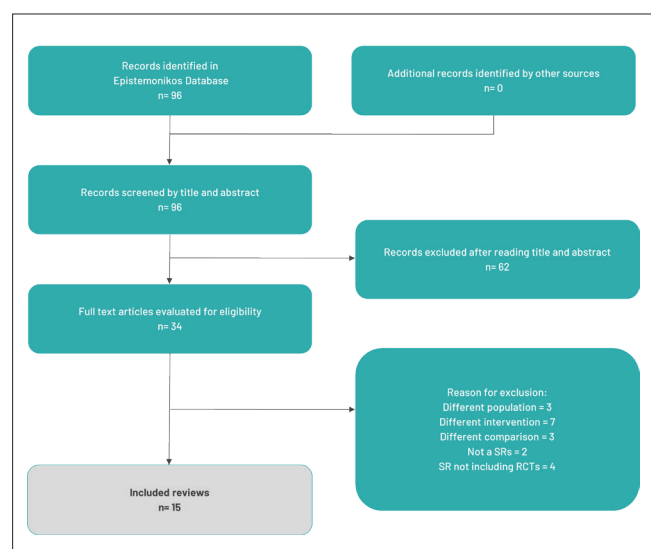 Records identified in
Epistemonikos Database
n= 96
Additional records identified by other sources
n= 0
Records screened by title and abstract
n= 96
Records excluded after reading title and abstract
n= 62
Full text articles evaluated for eligibility
n= 34
Reason for exclusion:
Different population = 3
Different intervention = 7
Different comparison = 3
Not a SRs = 2
SR not including RCTs = 4
Included reviews
n= 15